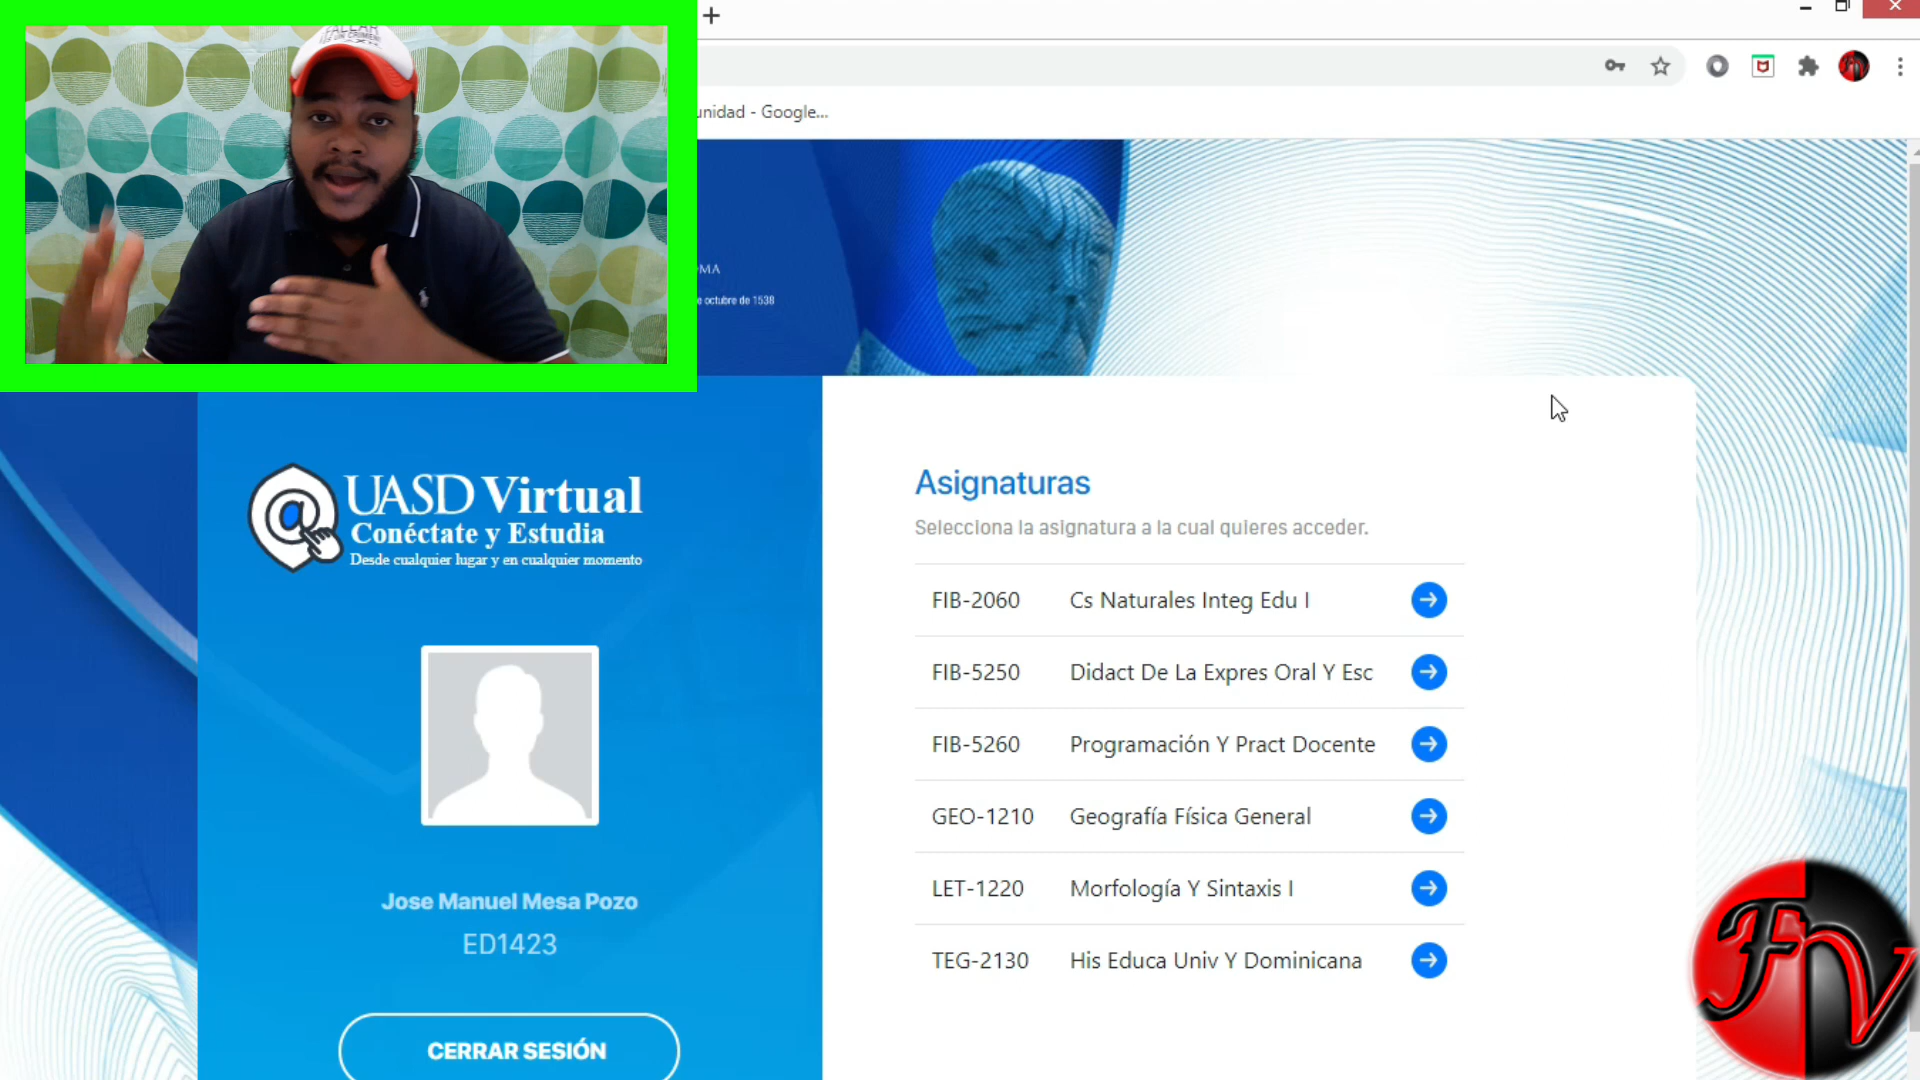 unidad - Google...
OMA
e octubre de 1538
UASD Virtual
Conéctate y Estudia
Desde cualquier lugar y en cualquier momento
Jose Manuel Mesa Pozo
ED1423
CERRAR SESIÓN
Asignaturas
Selecciona la asignatura a la cual quieres acceder.
FIB-2060 Cs Naturales Integ Edu I
FIB-5250 Didact De La Expres Oral Y Esc
FIB-5260 Programación Y Pract Docente
GEO-1210 Geografía Física General
LET-1220 Morfología Y Sintaxis I
TEG-2130 His Educa Univ Y Dominicana
FV